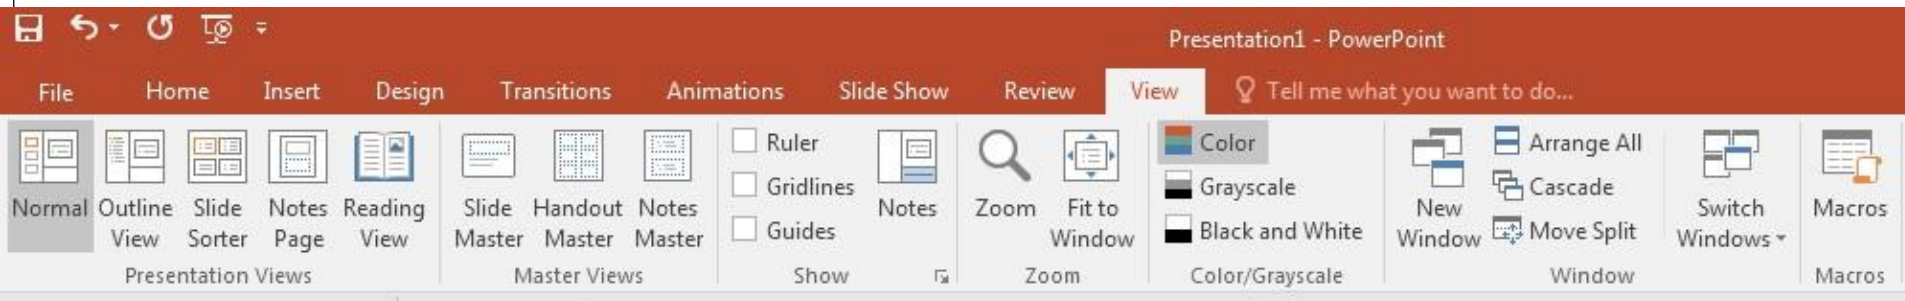 Presentation1 - PowerPoint
File Home Insert Design Transitions Animations Slide Show Review View Tell me what you want to do...
Normal
Outline View
Slide Sorter
Notes Page
Reading View
Presentation Views
Slide Master
Handout Master
Notes Master
Master Views
Ruler
Gridlines
Guides
Notes
Show
Zoom
Fit to Window
Zoom
Color
Grayscale
Black and White
Color/Grayscale
New Window
Arrange All
Cascade
Move Split
Switch Windows
Window
Macros
Macros